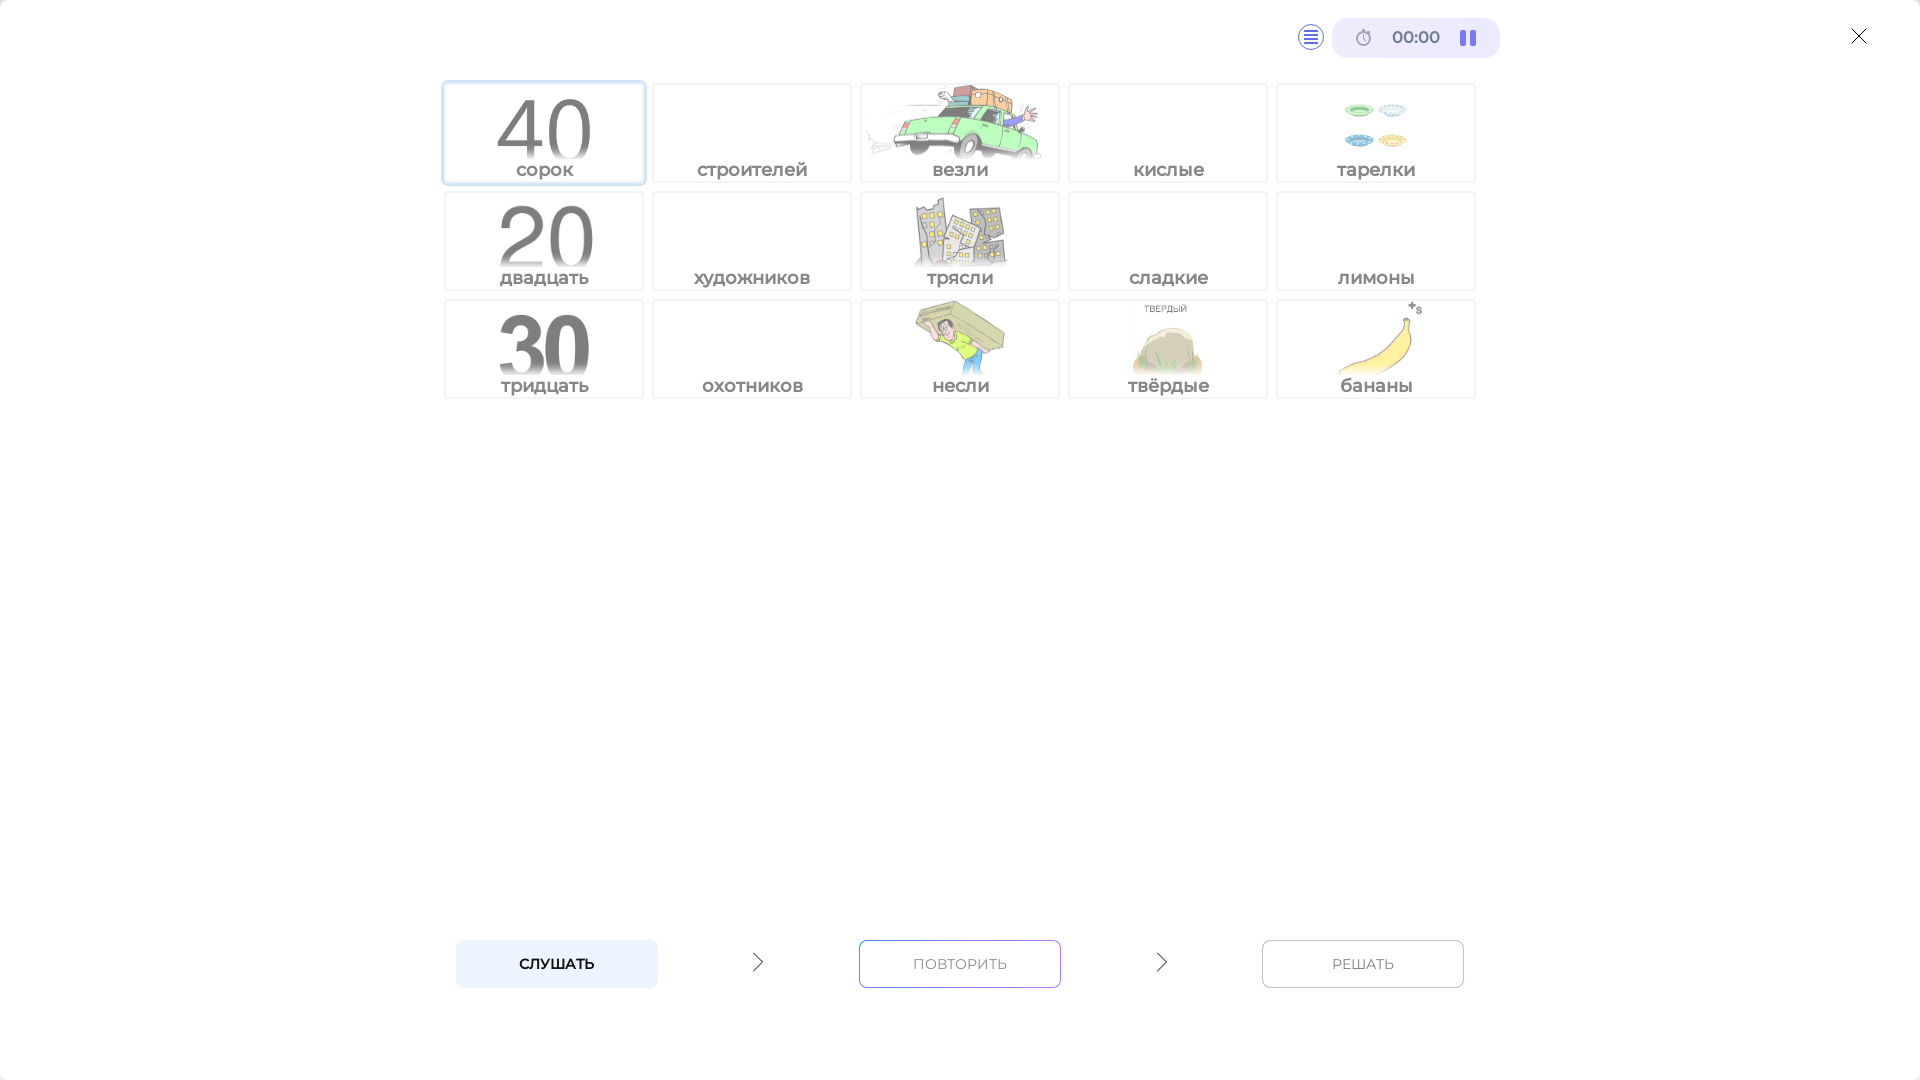 00:00
40
сорок
строителей
везли
кислые
тарелки
20
двадцать
художников
трясли
сладкие
лимоны
30
тридцать
охотников
несли
ТВЕРДЫЙ
твёрдые
+s
бананы
СЛУШАТЬ
ПОВТОРИТЬ
РЕШАТЬ